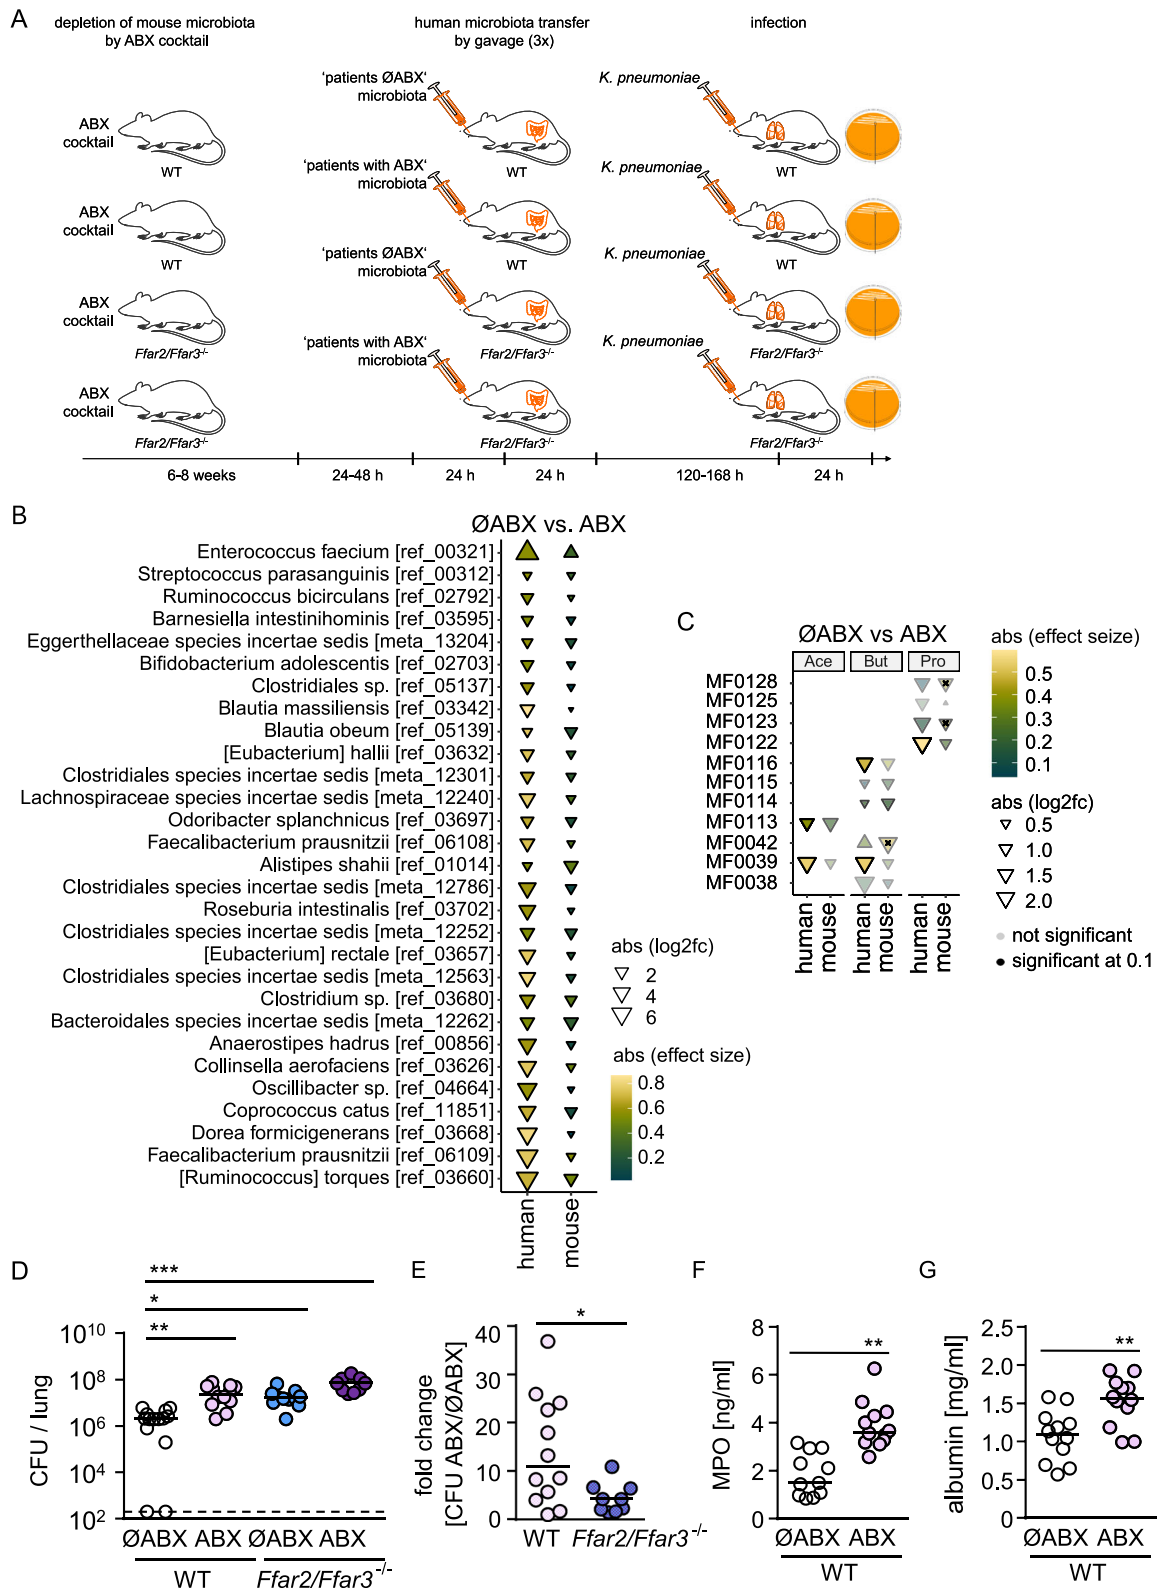 A
depletion of mouse microbiota
by ABX cocktail
human microbiota transfer
by gavage (3x)
infection
ABX
cocktail
WT
'patients ØABX'
microbiota
WT
K. pneumoniae
WT
ABX
cocktail
WT
'patients with ABX'
microbiota
WT
K. pneumoniae
WT
ABX
cocktail
Ffar2/Ffar3-/-
'patients ØABX'
microbiota
Ffar2/Ffar3-/-
K. pneumoniae
Ffar2/Ffar3-/-
ABX
cocktail
Ffar2/Ffar3-/-
'patients with ABX'
microbiota
Ffar2/Ffar3-/-
K. pneumoniae
Ffar2/Ffar3-/-
6-8 weeks 24-48 h 24 h 24 h 120-168 h 24 h
B
ØABX vs. ABX
Enterococcus faecium [ref_00321]
Streptococcus parasanguinis [ref_00312]
Ruminococcus bicirculans [ref_02792]
Barnesiella intestinihominis [ref_03595]
Eggerthellaceae species incertae sedis [meta_13204]
Bifidobacterium adolescentis [ref_02703]
Clostridiales sp. [ref_05137]
Blautia massiliensis [ref_03342]
Blautia obeum [ref_05139]
[Eubacterium] hallii [ref_03632]
Clostridiales species incertae sedis [meta_12301]
Lachnospiraceae species incertae sedis [meta_12240]
Odoribacter splanchnicus [ref_03697]
Faecalibacterium prausnitzii [ref_06108]
Alistipes shahii [ref_01014]
Clostridiales species incertae sedis [meta_12786]
Roseburia intestinalis [ref_03702]
Clostridiales species incertae sedis [meta_12252]
[Eubacterium] rectale [ref_03657]
Clostridiales species incertae sedis [meta_12563]
Clostridium sp. [ref_03680]
Bacteroidales species incertae sedis [meta_12262]
Anaerostipes hadrus [ref_00856]
Collinsella aerofaciens [ref_03626]
Oscillibacter sp. [ref_04664]
Coprococcus catus [ref_11851]
Dorea formicigenerans [ref_03668]
Faecalibacterium prausnitzii [ref_06109]
[Ruminococcus] torques [ref_03660]
human mouse
abs (log2fc)
2
4
6
abs (effect size)
0.8
0.6
0.4
0.2
C
ØABX vs ABX
Ace But Pro
MF0128
MF0125
MF0123
MF0122
MF0116
MF0115
MF0114
MF0113
MF0042
MF0039
MF0038
human mouse human mouse human mouse
abs (effect seize)
0.5
0.4
0.3
0.2
0.1
abs (log2fc)
0.5
1.0
1.5
2.0
not significant
significant at 0.1
D
***
*
**
CFU / lung
10^10
10^8
10^6
10^4
10^2
ØABX ABX ØABX ABX
WT Ffar2/Ffar3-/-
E
*
fold change
[CFU ABX/ØABX]
40
30
20
10
0
WT Ffar2/Ffar3-/-
F
**
MPO [ng/ml]
8
6
4
2
0
ØABX ABX
WT
G
**
albumin [mg/ml]
2.5
2.0
1.5
1.0
0.5
0
ØABX ABX
WT